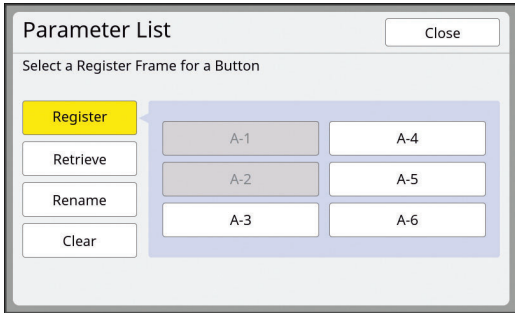 Parameter List
Close
Select a Register Frame for a Button
Register
Retrieve
Rename
Clear
A-1
A-4
A-2
A-5
A-3
A-6